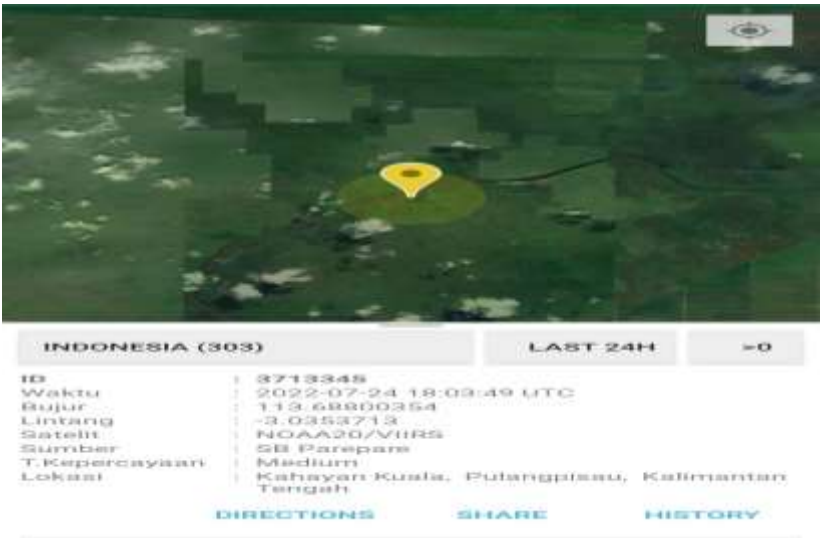 INDONESIA (303) LAST 24H >0
ID : 3713345
Waktu : 2022-07-24 18:03:49 UTC
Bujur : 113.68800354
Lintang : -3.0353713
Satelit : NOAA20/VIIRS
Sumber : SB Parepare
T.Kepercayaan : Medium
Lokasi : Kahayan Kuala, Pulangpisau, Kalimantan
Tengah
DIRECTIONS SHARE HISTORY